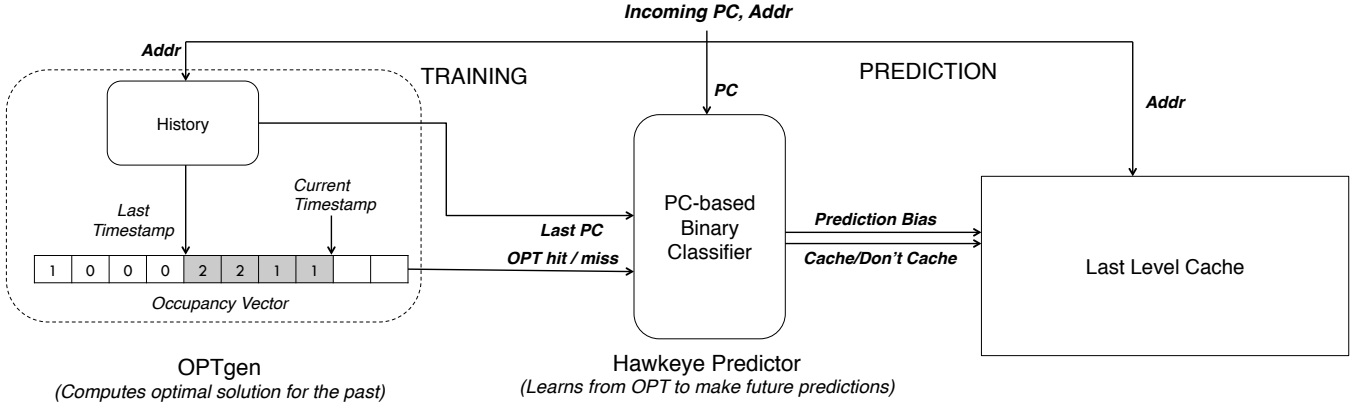 Incoming PC, Addr
Addr
TRAINING
PREDICTION
PC
Addr
History
Last
Timestamp
Current
Timestamp
PC-based
Binary
Classifier
Last PC
OPT hit / miss
Prediction Bias
Cache/Don't Cache
Last Level Cache
1 0 0 0 2 2 1 1
Occupancy Vector
OPTgen
(Computes optimal solution for the past)
Hawkeye Predictor
(Learns from OPT to make future predictions)